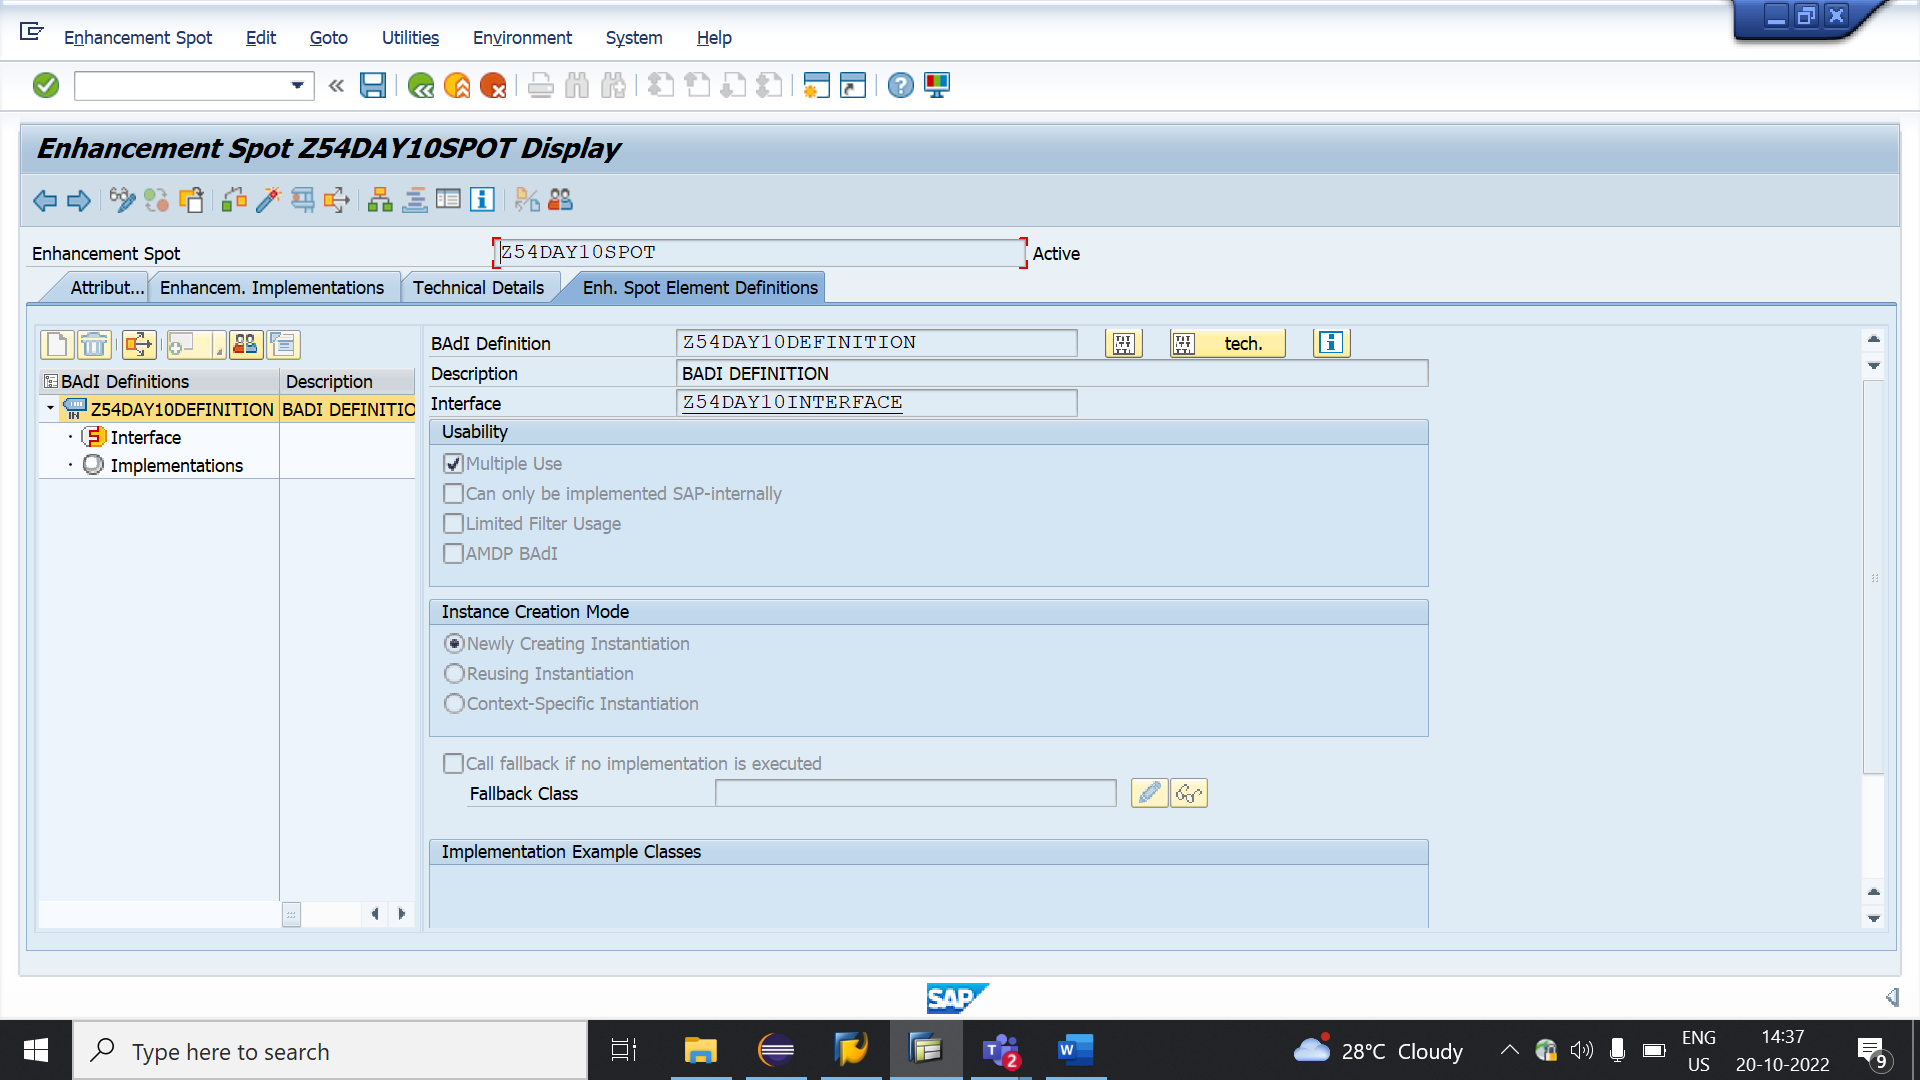 Enhancement Spot Edit Goto Utilities Environment System Help
Enhancement Spot Z54DAY10SPOT Display
Enhancement Spot Z54DAY10SPOT Active
Attribut... Enhancem. Implementations Technical Details Enh. Spot Element Definitions
BAdI Definition Z54DAY10DEFINITION tech.
Description BADI DEFINITION
BAdI Definitions Description
Interface Z54DAY10INTERFACE
Z54DAY10DEFINITION BADI DEFINITIO
IN
Interface
Implementations
Usability
Multiple Use
Can only be implemented SAP-internally
Limited Filter Usage
AMDP BAdI
Instance Creation Mode
Newly Creating Instantiation
Reusing Instantiation
Context-Specific Instantiation
Call fallback if no implementation is executed
Fallback Class
Implementation Example Classes
SAP
Type here to search
T 2
W
28°C Cloudy
ENG
US
14:37
20-10-2022
9